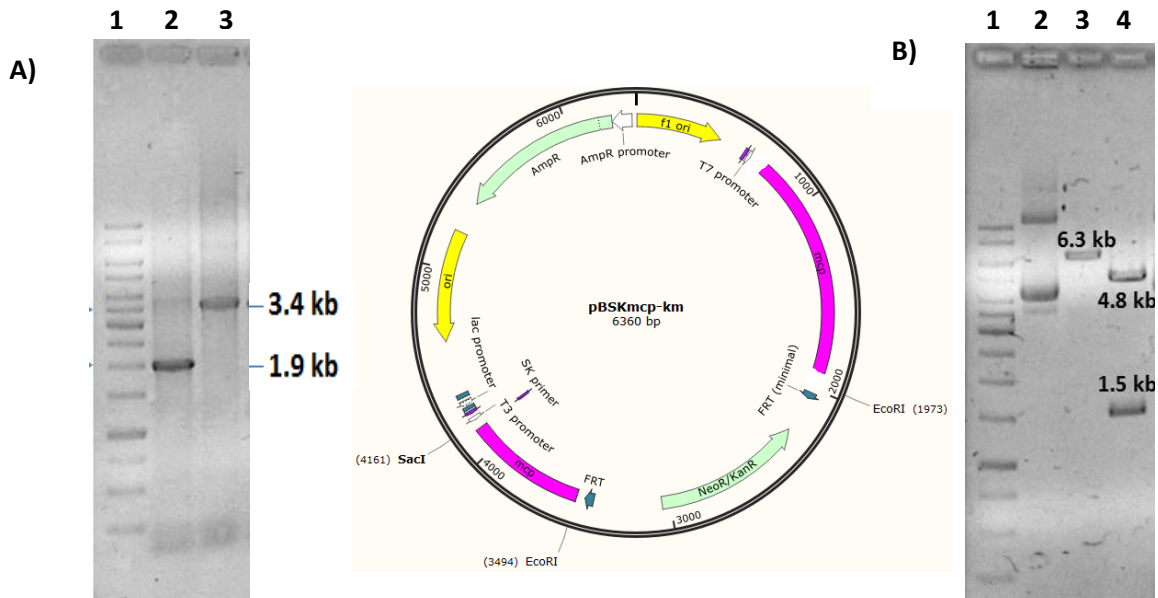 1 2 3
A)
3.4 kb
1.9 kb
6000
f1 ori
AmpR promoter
AmpR
T7 promoter
1000
mcp
5000
ori
pBSKmcp-km
6360 bp
lac promoter
SK primer
T3 promoter
FRT (minimal)
2000
EcoRI (1973)
(4161) SacI
4000
mcp
FRT
NeoR/KanR
3000
(3494) EcoRI
B)
1 2 3 4
6.3 kb
4.8 kb
1.5 kb